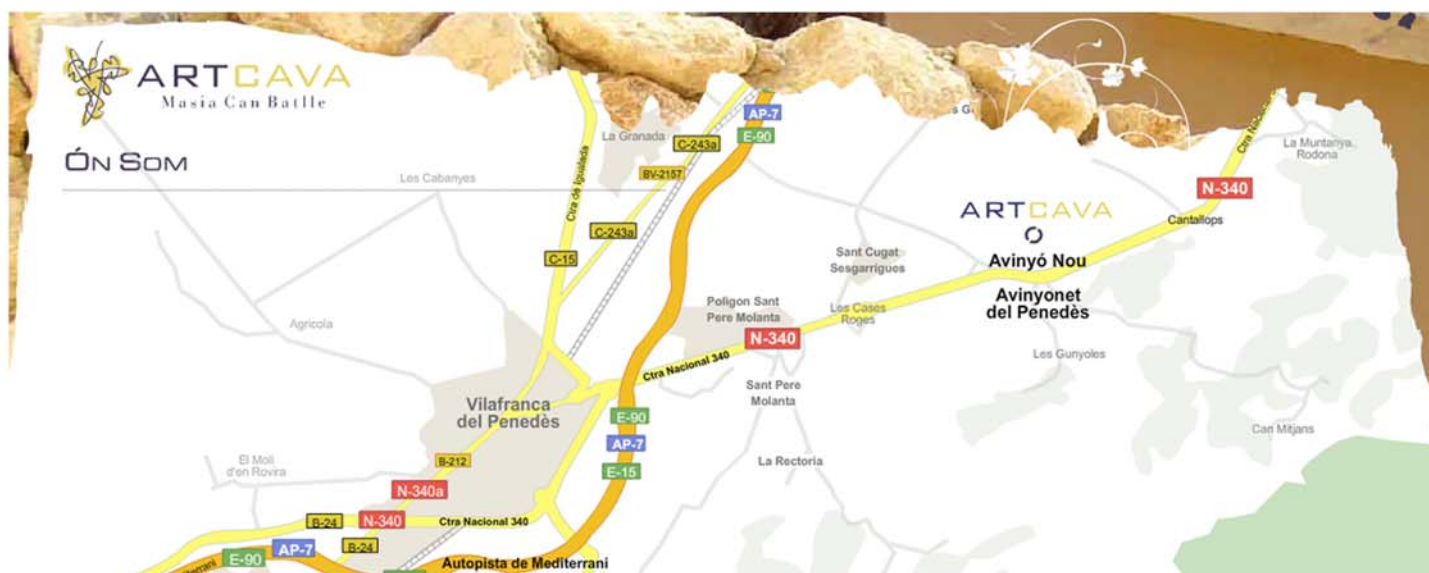 ARTCAVA
Masia Can Batlle
ÓN SOM
La Granada
C-243a
AP-7
E-90
BV-2157
Los Cabanyes
Ctra de Igualada
C-243a
C-15
La Muntanya
Rodona
N-340
Cantallops
ARTCAVA
Avinyó Nou
Avinyonet
del Penedès
Sant Cugat
Sesgarrigues
Poligon Sant
Pere Molanta
Los Cases
Roges
N-340
Ctra Nacional 340
Agricola
Los Gunyoles
Sant Pere
Molanta
Vilafranca
del Penedès
E-90
AP-7
E-15
Can Mitjans
La Rectoria
El Moli
d'en Rovira
B-212
N-340a
B-24
N-340
Ctra Nacional 340
B-24
E-90
AP-7
Autopista de Mediterrani